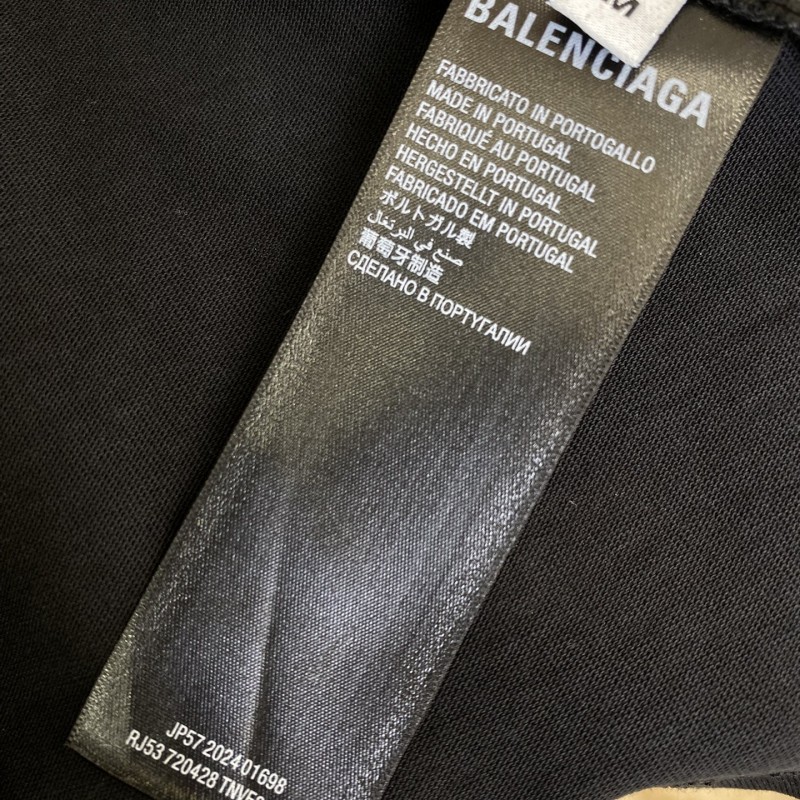 BALENCIAGA
FABBRICATO IN PORTOGALLO
MADE IN PORTUGAL
FABRIQUÉ AU PORTUGAL
HECHO EN PORTUGAL
HERGESTELLT IN PORTUGAL
FABRICADO EM PORTUGAL
ポルトガル製
صنع في البرتغال
葡萄牙制造
СДЕЛАНО В ПОРТУГАЛИИ
JP57 2024 01698
RJ53 720428